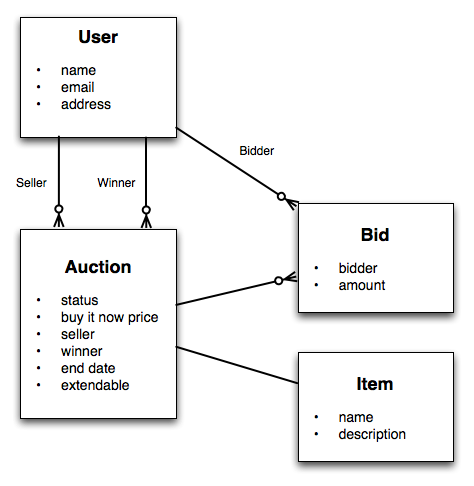 User
• name
• email
• address
Bidder
Seller
Winner
Bid
• bidder
• amount
Auction
• status
• buy it now price
• seller
• winner
• end date
• extendable
Item
• name
• description